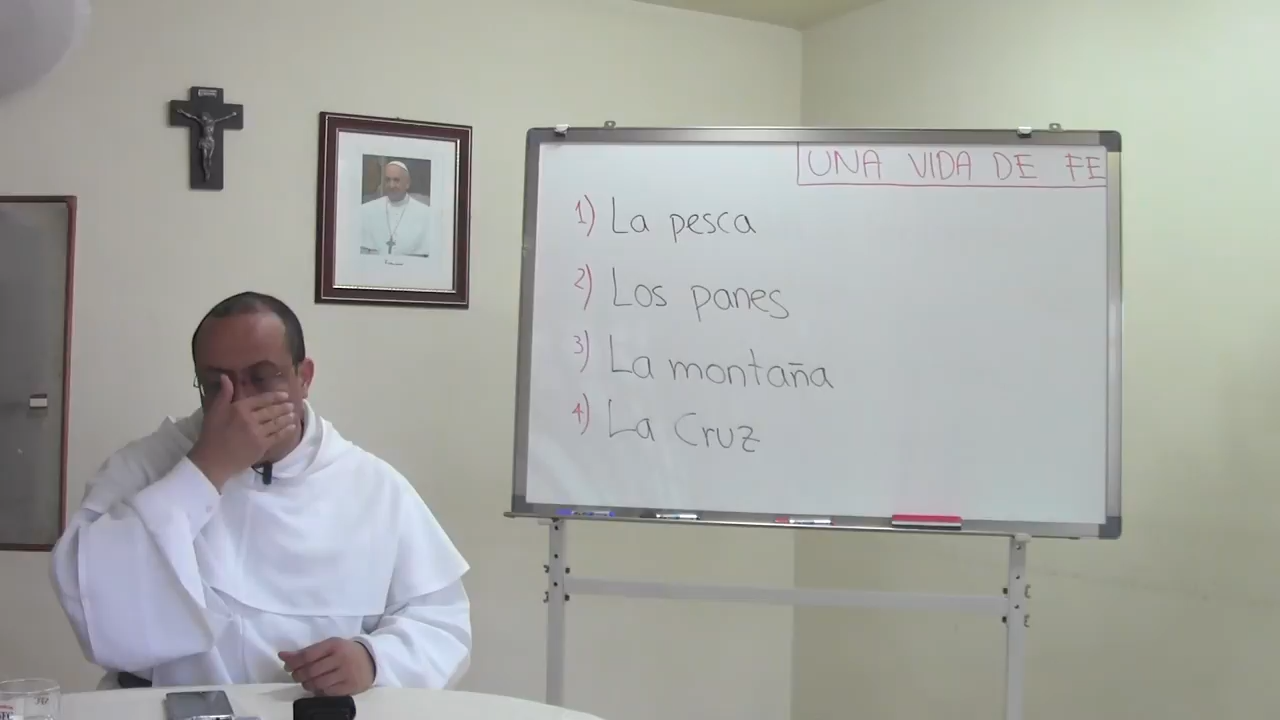 UNA VIDA DE FE
1) La pesca
2) Los panes
3) La montaña
4) La Cruz